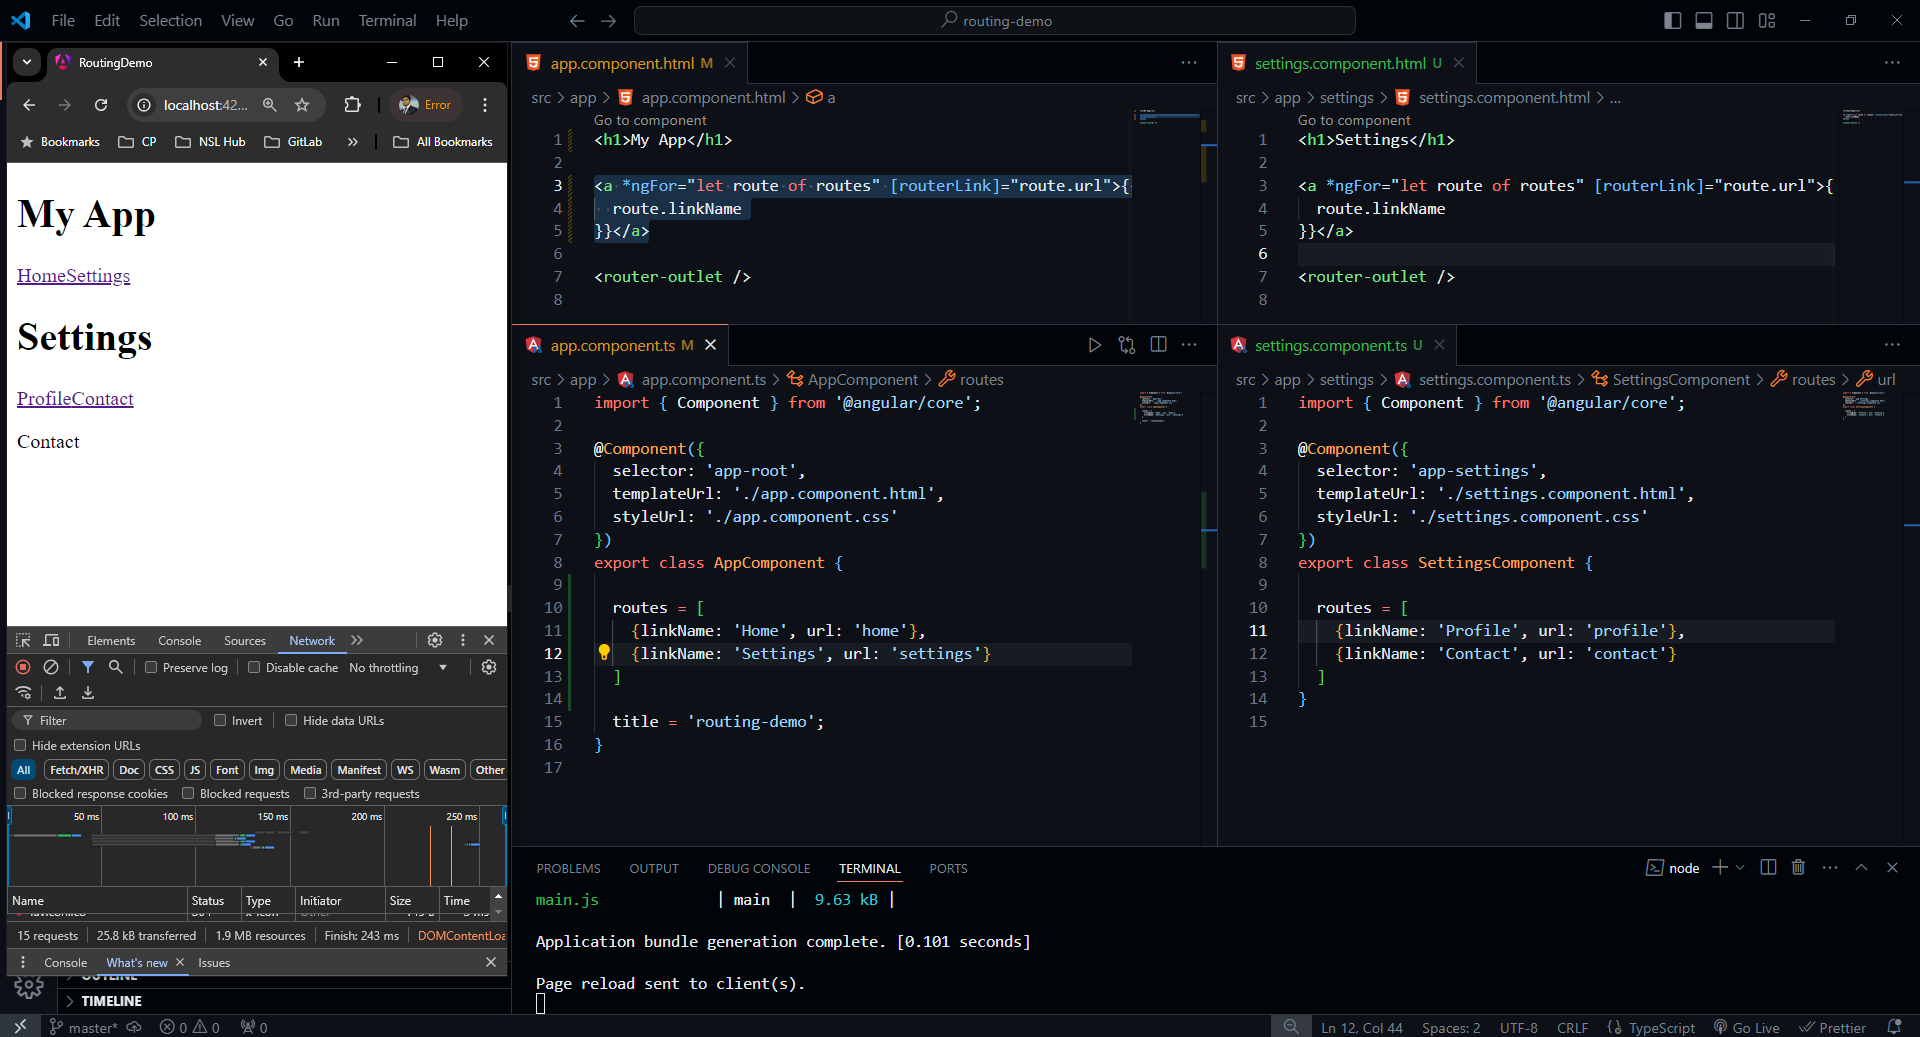 File Edit Selection View Go Run Terminal Help
routing-demo
RoutingDemo
localhost:42...
Error
Bookmarks CP NSL Hub GitLab » All Bookmarks
My App
HomeSettings
Settings
ProfileContact
Contact
Elements Console Sources Network »
Preserve log Disable cache No throttling
Filter Invert Hide data URLs
Hide extension URLs
All Fetch/XHR Doc CSS JS Font Img Media Manifest WS Wasm Other
Blocked response cookies Blocked requests 3rd-party requests
50 ms 100 ms 150 ms 200 ms 250 ms
Name Status Type Initiator Size Time
15 requests 25.8 kB transferred 1.9 MB resources Finish: 243 ms DOMContentLoa
Console What's new Issues
OUTLINE
TIMELINE
app.component.html M
src > app > app.component.html > a
Go to component
1 <h1>My App</h1>
2
3 <a *ngFor="let route of routes" [routerLink]="route.url">{
4 route.linkName
5 }}</a>
6
7 <router-outlet />
8
settings.component.html U
src > app > settings > settings.component.html > ...
Go to component
1 <h1>Settings</h1>
2
3 <a *ngFor="let route of routes" [routerLink]="route.url">{
4 route.linkName
5 }}</a>
6
7 <router-outlet />
8
app.component.ts M
src > app > app.component.ts > AppComponent > routes
1 import { Component } from '@angular/core';
2
3 @Component({
4 selector: 'app-root',
5 templateUrl: './app.component.html',
6 styleUrl: './app.component.css'
7 })
8 export class AppComponent {
9
10 routes = [
11 {linkName: 'Home', url: 'home'},
12 {linkName: 'Settings', url: 'settings'}
13 ]
14
15 title = 'routing-demo';
16 }
17
settings.component.ts U
src > app > settings > settings.component.ts > SettingsComponent > routes > url
1 import { Component } from '@angular/core';
2
3 @Component({
4 selector: 'app-settings',
5 templateUrl: './settings.component.html',
6 styleUrl: './settings.component.css'
7 })
8 export class SettingsComponent {
9
10 routes = [
11 {linkName: 'Profile', url: 'profile'},
12 {linkName: 'Contact', url: 'contact'}
13 ]
14 }
15
PROBLEMS OUTPUT DEBUG CONSOLE TERMINAL PORTS
node
main.js | main | 9.63 kB |
Application bundle generation complete. [0.101 seconds]
Page reload sent to client(s).
master* 0 0 0
Ln 12, Col 44 Spaces: 2 UTF-8 CRLF {} TypeScript Go Live Prettier